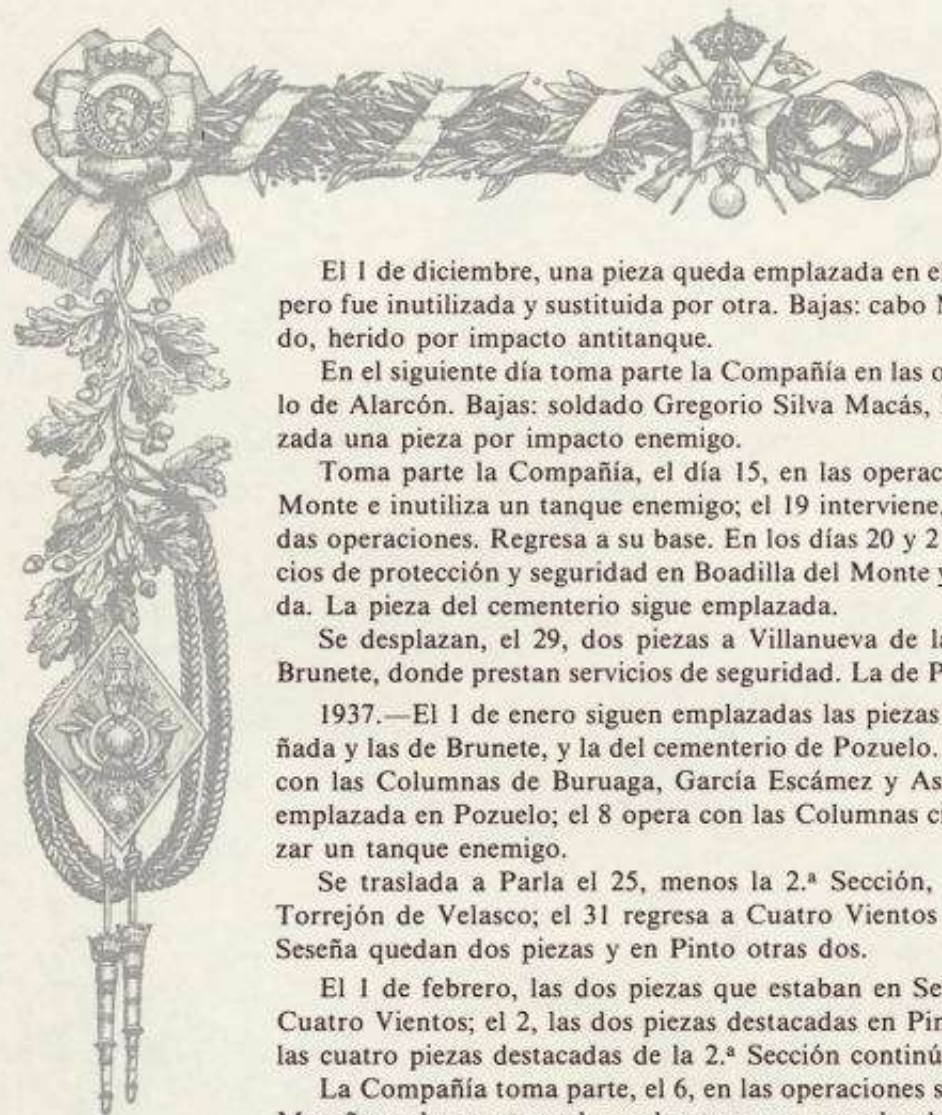 El 1 de diciembre, una pieza queda emplazada en el
pero fue inutilizada y sustituida por otra. Bajas: cabo
do, herido por impacto antitanque.
En el siguiente día toma parte la Compañía en las
lo de Alarcón. Bajas: soldado Gregorio Silva Macás,
zada una pieza por impacto enemigo.
Toma parte la Compañía, el día 15, en las operac
Monte e inutiliza un tanque enemigo; el 19 interviene,
das operaciones. Regresa a su base. En los días 20 y 2
cios de protección y seguridad en Boadilla del Monte y
da. La pieza del cementerio sigue emplazada.
Se desplazan, el 29, dos piezas a Villanueva de la
Brunete, donde prestan servicios de seguridad. La de P
1937.—El 1 de enero siguen emplazadas las piezas
ñada y las de Brunete, y la del cementerio de Pozuelo.
con las Columnas de Buruaga, García Escámez y As
emplazada en Pozuelo; el 8 opera con las Columnas ci
zar un tanque enemigo.
Se traslada a Parla el 25, menos la 2.ª Sección,
Torrejón de Velasco; el 31 regresa a Cuatro Vientos
Seseña quedan dos piezas y en Pinto otras dos.
El 1 de febrero, las dos piezas que estaban en Se
Cuatro Vientos; el 2, las dos piezas destacadas en Pin
las cuatro piezas destacadas de la 2.ª Sección continú
La Compañía toma parte, el 6, en las operaciones s